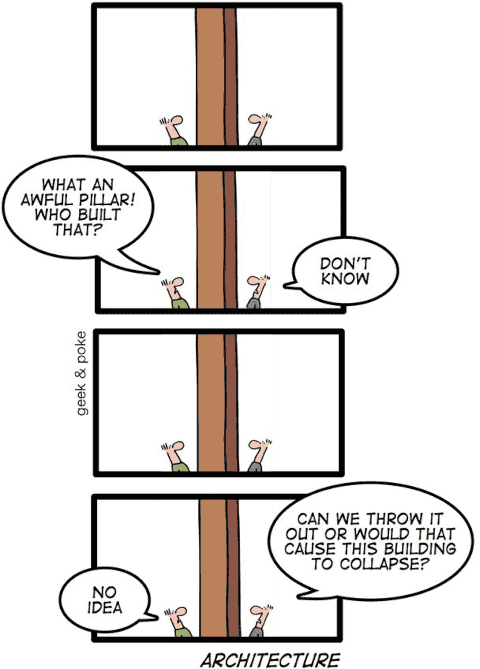 WHAT AN
AWFUL PILLAR!
WHO BUILT
THAT?
DON'T
KNOW
geek & poke
CAN WE THROW IT
OUT OR WOULD THAT
CAUSE THIS BUILDING
TO COLLAPSE?
NO
IDEA
ARCHITECTURE